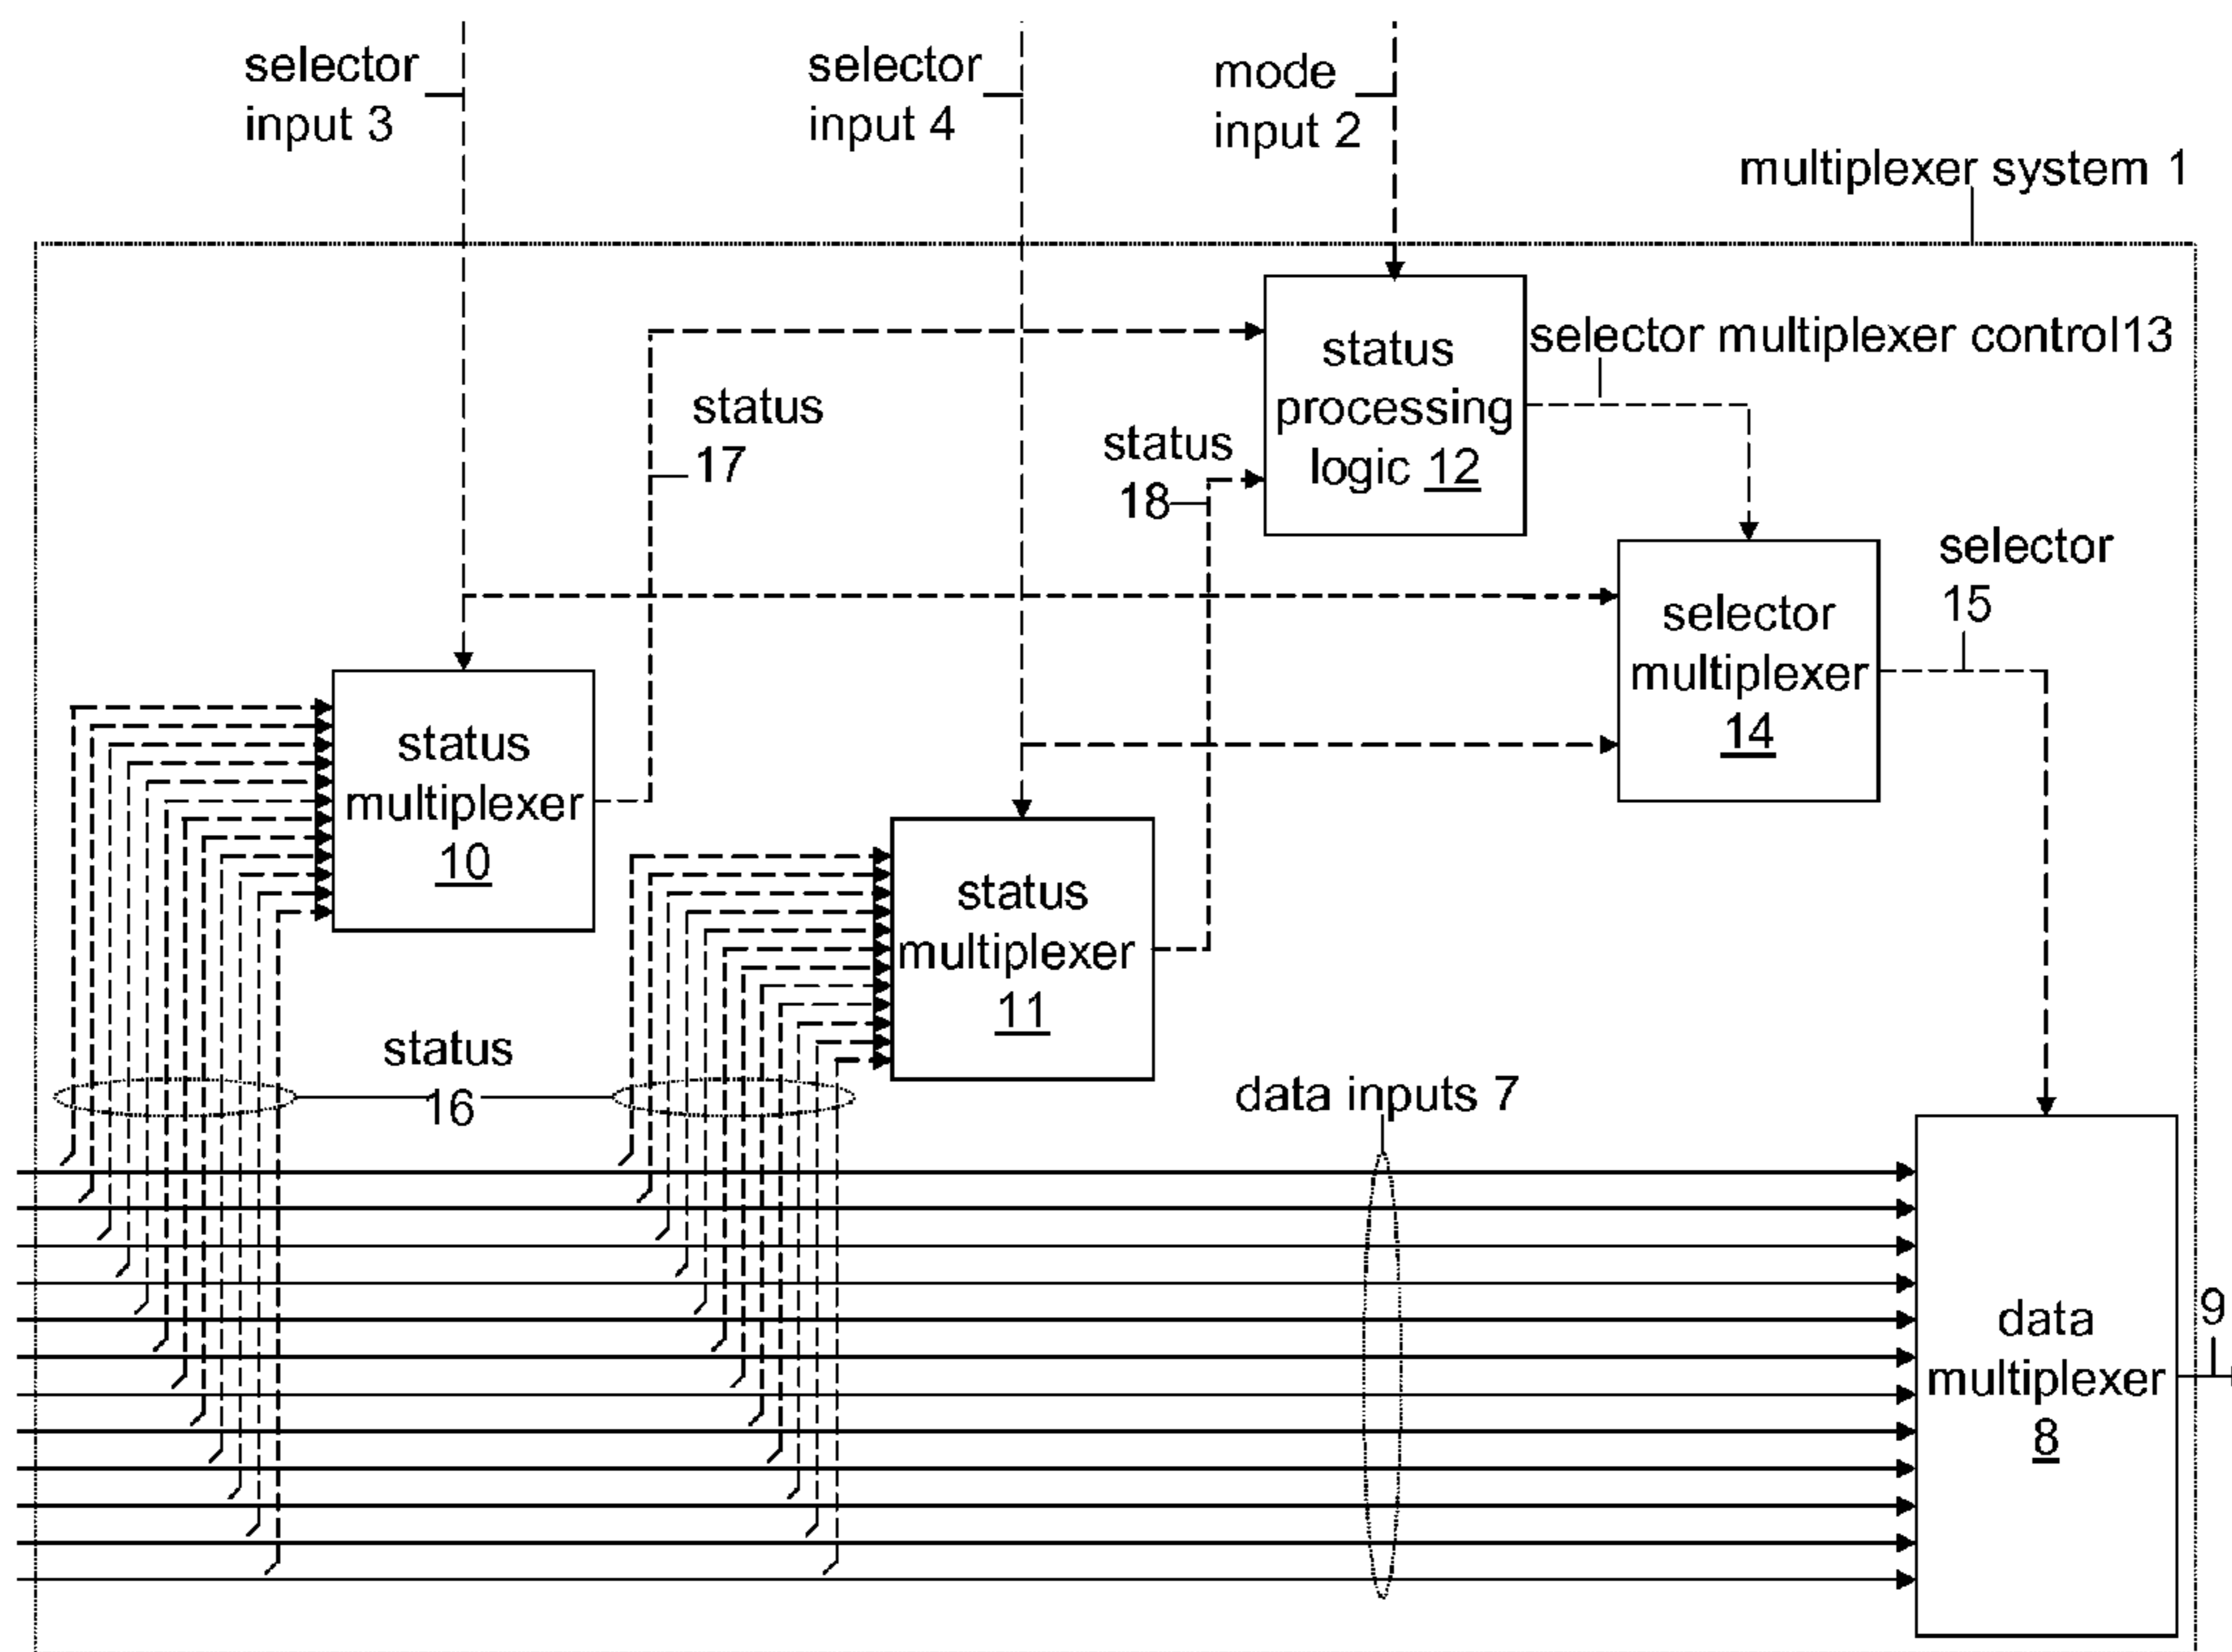 selector
input 3
selector
input 4
mode
input 2
multiplexer system 1
status
processing
logic 12
selector multiplexer control13
status
17
status
18
selector
multiplexer
14
selector
15
status
multiplexer
10
status
multiplexer
11
status
16
data inputs 7
data
multiplexer
8
9